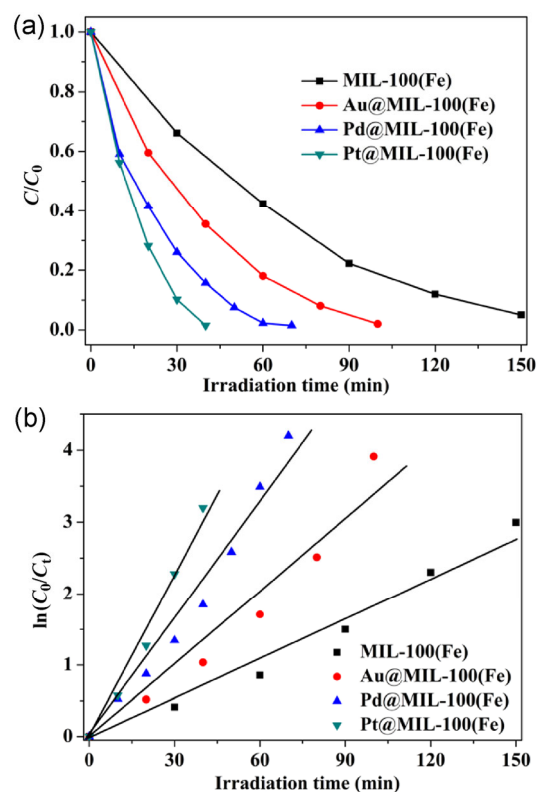 (a)
1.0
0.8
0.6
0.4
0.2
0.0
C/C0
MIL-100(Fe)
Au@MIL-100(Fe)
Pd@MIL-100(Fe)
Pt@MIL-100(Fe)
0 30 60 90 120 150
Irradiation time (min)
(b)
4
3
2
1
0
ln(C0/Ct)
MIL-100(Fe)
Au@MIL-100(Fe)
Pd@MIL-100(Fe)
Pt@MIL-100(Fe)
0 30 60 90 120 150
Irradiation time (min)